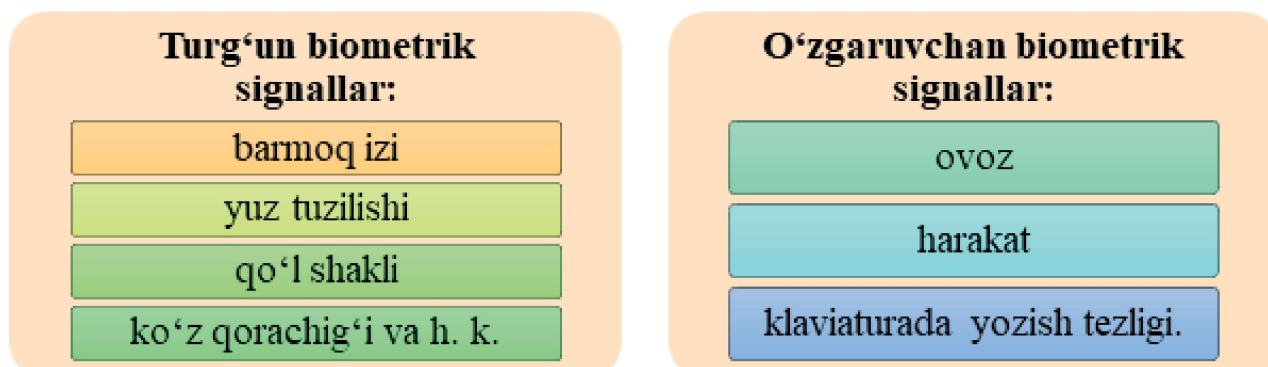 Turg‘un biometrik
signallar:
barmoq izi
yuz tuzilishi
qo‘l shakli
ko‘z qorachig‘i va h. k.
O‘zgaruvchan biometrik
signallar:
ovoz
harakat
klaviaturada yozish tezligi.